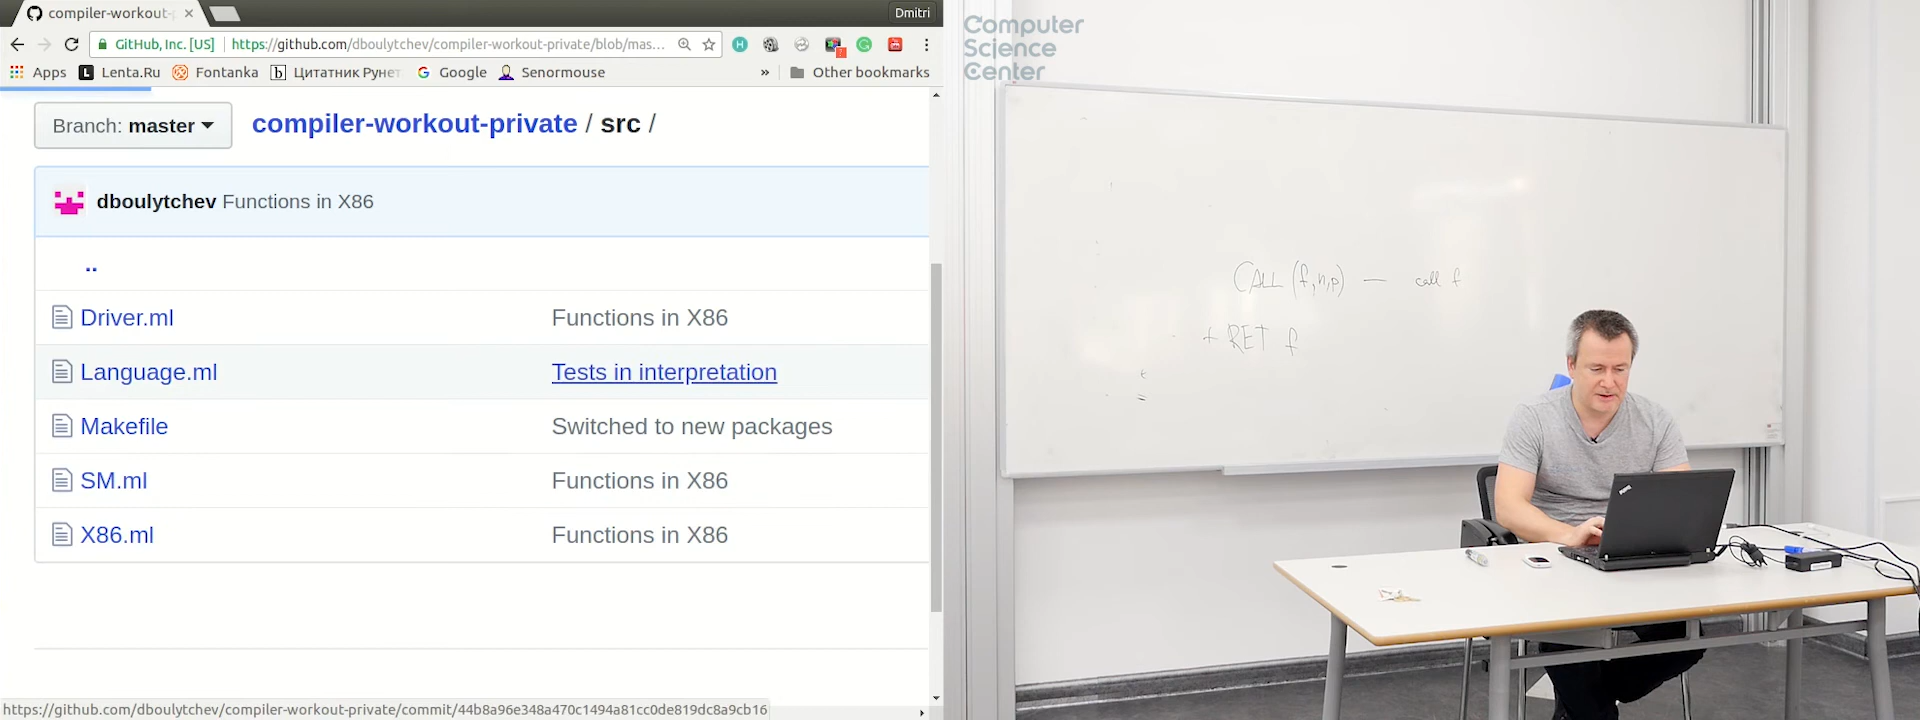 compiler-workout-p
Dmitri
GitHub, Inc. [US]
https://github.com/dboulytchev/compiler-workout-private/blob/mas...
Apps
Lenta.Ru
Fontanka
Цитатник Рунет
Google
Senormouse
»
Other bookmarks
Branch: master
compiler-workout-private / src /
dboulytchev Functions in X86
..
Driver.ml Functions in X86
Language.ml Tests in interpretation
Makefile Switched to new packages
SM.ml Functions in X86
X86.ml Functions in X86
https://github.com/dboulytchev/compiler-workout-private/commit/44b8a96e348a470c1494a81cc0de819dc8a9cb16
Computer
Science
Center
CALL (f,n,p) — call f
+ RET f